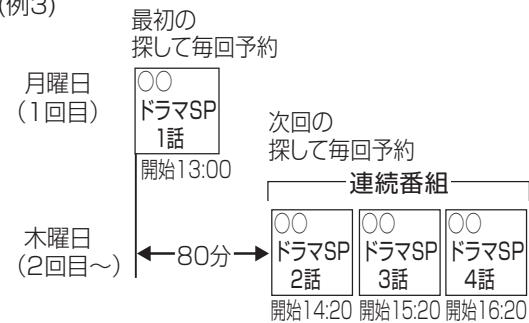 (例3)
最初の
探して毎回予約
月曜日
(1回目)
○○
ドラマSP
1話
開始13:00
次回の
探して毎回予約
連続番組
木曜日
(2回目～)
80分
○○
ドラマSP
2話
開始14:20
○○
ドラマSP
3話
開始15:20
○○
ドラマSP
4話
開始16:20